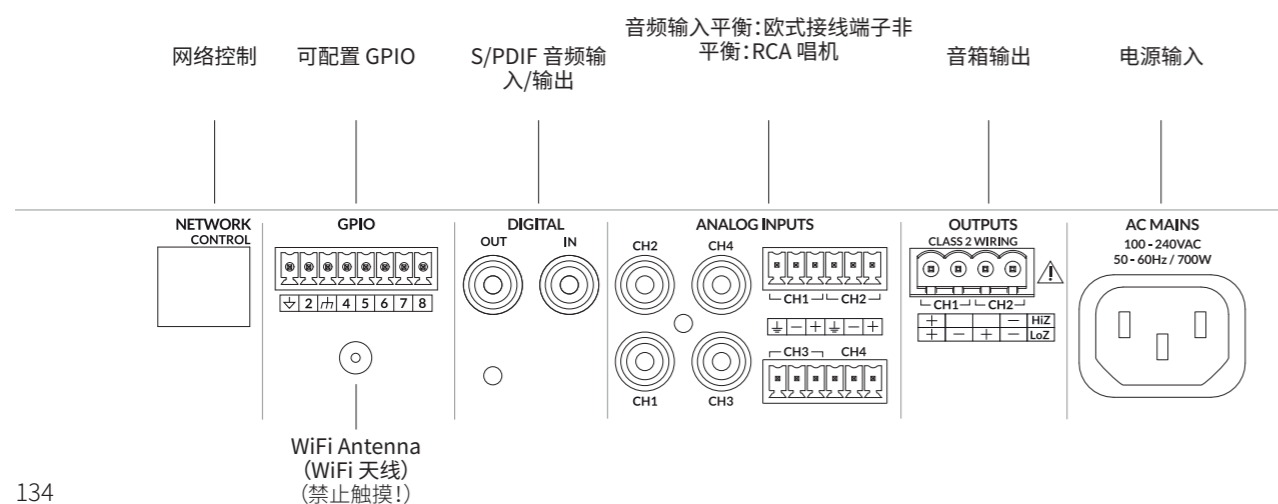 网络控制
可配置 GPIO
S/PDIF 音频输
入/输出
音频输入平衡：欧式接线端子非
平衡：RCA 唱机
音箱输出
电源输入
NETWORK
CONTROL
GPIO
2 4 5 6 7 8
DIGITAL
OUT IN
ANALOG INPUTS
CH2 CH4
CH1 CH2
- + - +
CH3 CH4
CH1 CH3
OUTPUTS
CLASS 2 WIRING
CH1 CH2
+ - HiZ
+ - + - LoZ
AC MAINS
100 - 240VAC
50 - 60Hz / 700W
WiFi Antenna
（WiFi 天线）
（禁止触摸！）
134